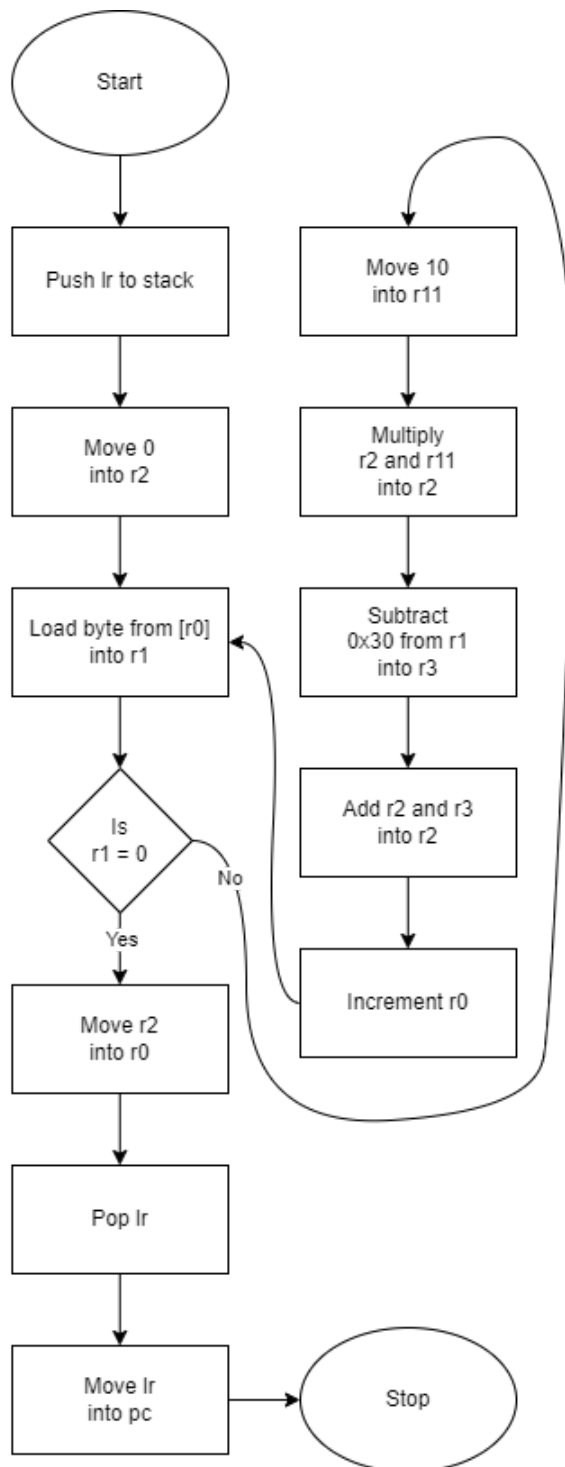 Start
Push lr to stack
Move 0
into r2
Load byte from [r0]
into r1
Is
r1 = 0
No
Yes
Move r2
into r0
Pop lr
Move lr
into pc
Stop
Move 10
into r11
Multiply
r2 and r11
into r2
Subtract
0x30 from r1
into r3
Add r2 and r3
into r2
Increment r0